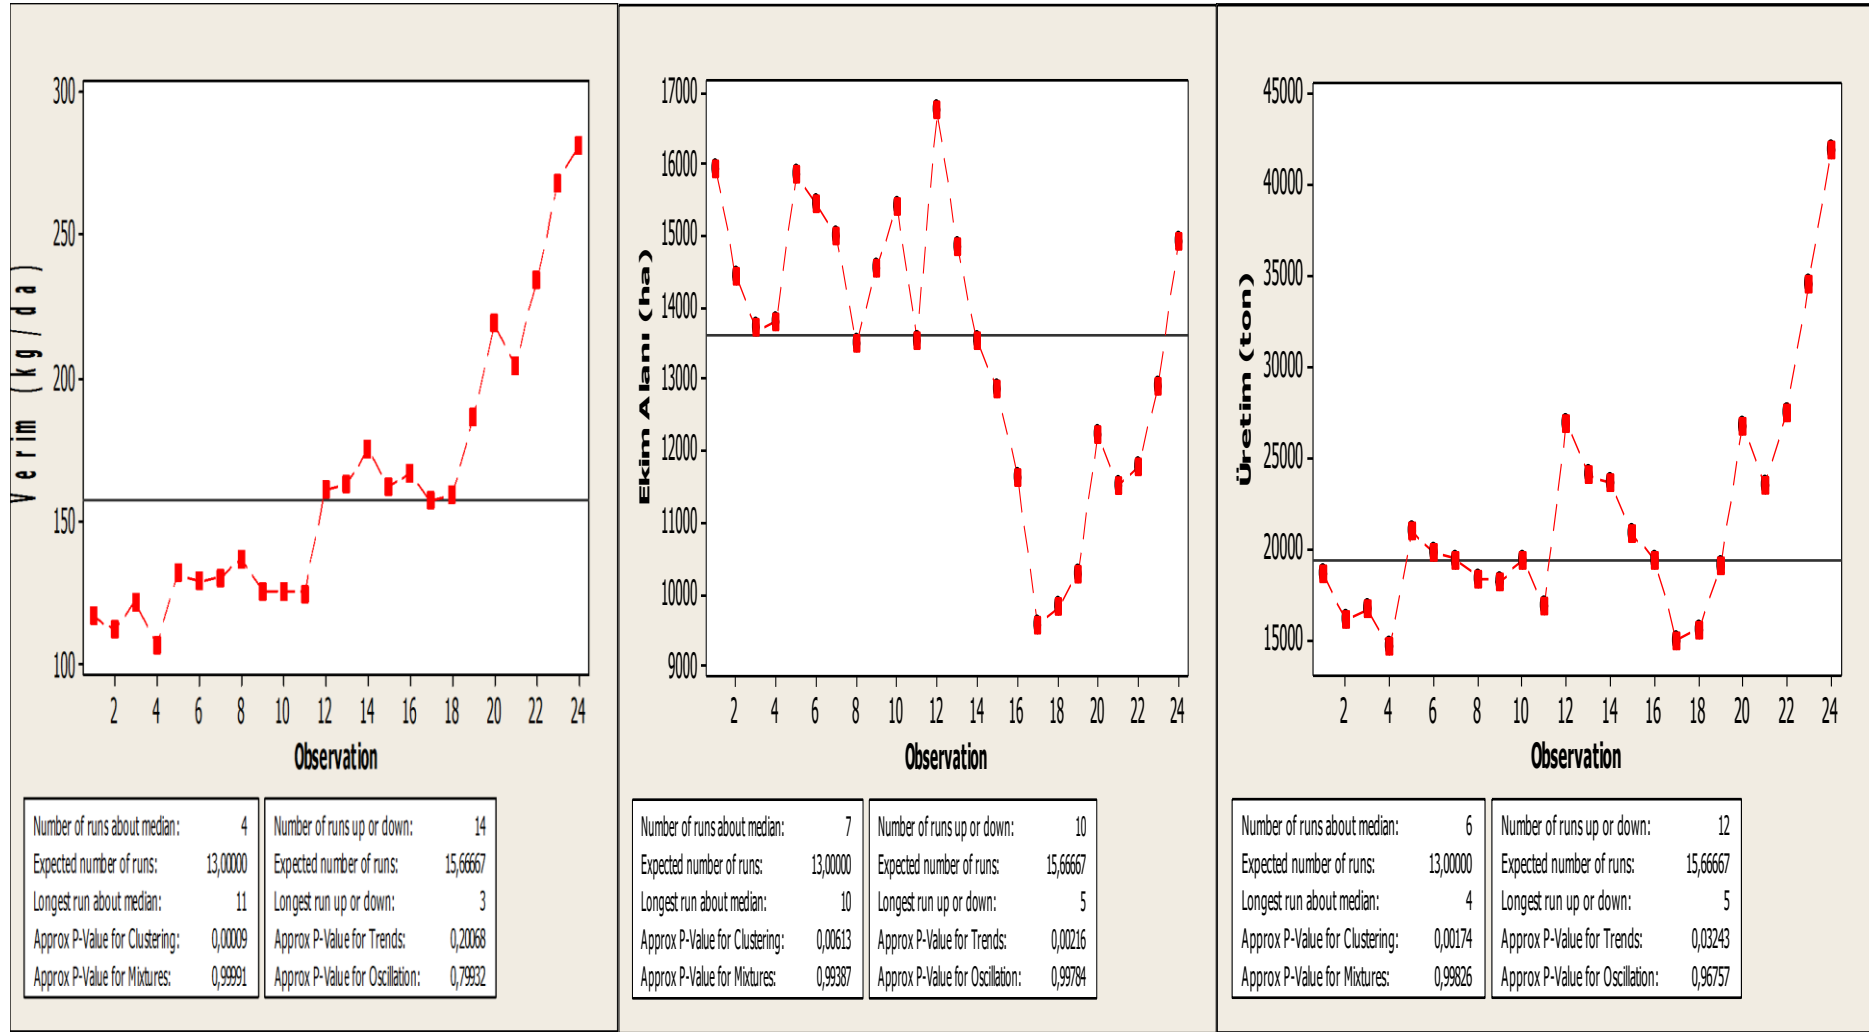 Verim (kg/da)
300
250
200
150
100
2 4 6 8 10 12 14 16 18 20 22 24
Observation
Number of runs about median: 4
Expected number of runs: 13,00000
Longest run about median: 11
Approx P-Value for Clustering: 0,00009
Approx P-Value for Mixtures: 0,99991
Number of runs up or down: 14
Expected number of runs: 15,66667
Longest run up or down: 3
Approx P-Value for Trends: 0,20068
Approx P-Value for Oscillation: 0,79932
Ekim Alanı (ha)
17000
16000
15000
14000
13000
12000
11000
10000
9000
2 4 6 8 10 12 14 16 18 20 22 24
Observation
Number of runs about median: 7
Expected number of runs: 13,00000
Longest run about median: 10
Approx P-Value for Clustering: 0,00613
Approx P-Value for Mixtures: 0,99387
Number of runs up or down: 10
Expected number of runs: 15,66667
Longest run up or down: 5
Approx P-Value for Trends: 0,00216
Approx P-Value for Oscillation: 0,99784
Üretim (ton)
45000
40000
35000
30000
25000
20000
15000
2 4 6 8 10 12 14 16 18 20 22 24
Observation
Number of runs about median: 6
Expected number of runs: 13,00000
Longest run about median: 4
Approx P-Value for Clustering: 0,00174
Approx P-Value for Mixtures: 0,99826
Number of runs up or down: 12
Expected number of runs: 15,66667
Longest run up or down: 5
Approx P-Value for Trends: 0,03243
Approx P-Value for Oscillation: 0,96757